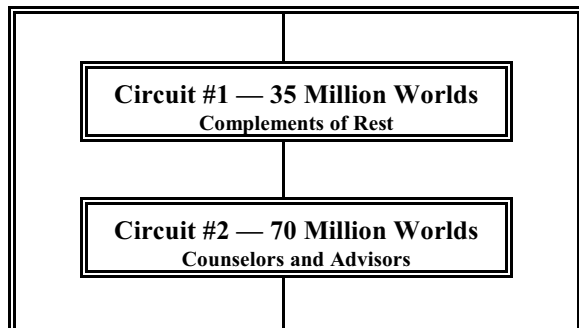 Circuit #1 — 35 Million Worlds
Complements of Rest
Circuit #2 — 70 Million Worlds
Counselors and Advisors